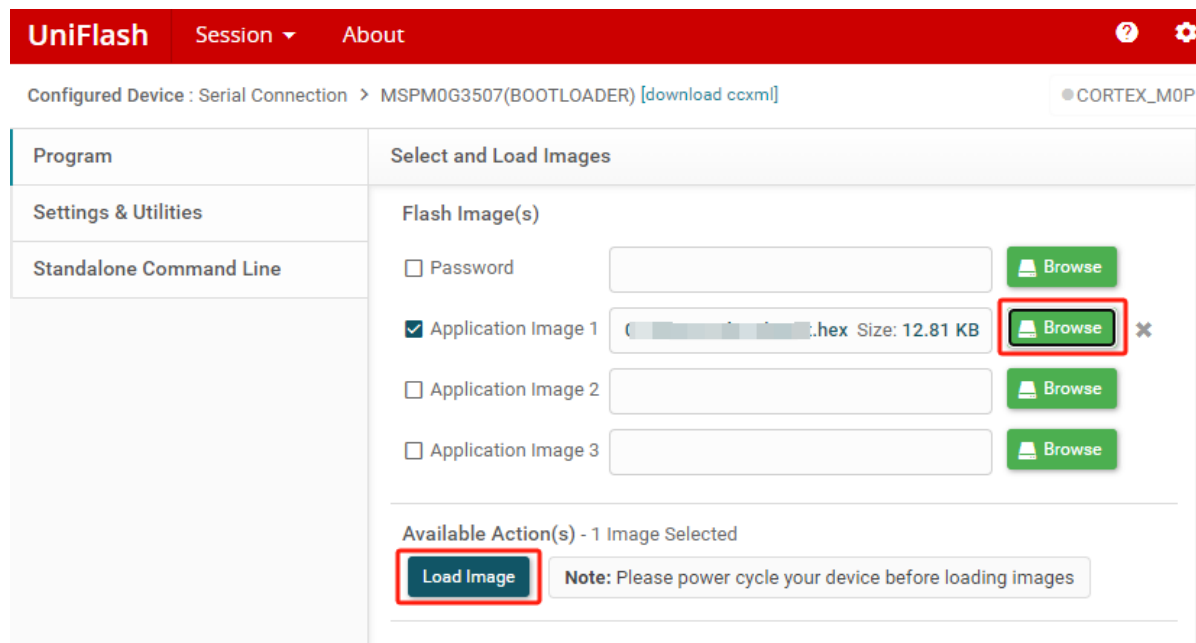 UniFlash Session About
Configured Device : Serial Connection > MSPM0G3507(BOOTLOADER) [download ccxml] CORTEX_M0P
Program
Settings & Utilities
Standalone Command Line
Select and Load Images
Flash Image(s)
Password Browse
Application Image 1 .hex Size: 12.81 KB Browse
Application Image 2 Browse
Application Image 3 Browse
Available Action(s) - 1 Image Selected
Load Image Note: Please power cycle your device before loading images